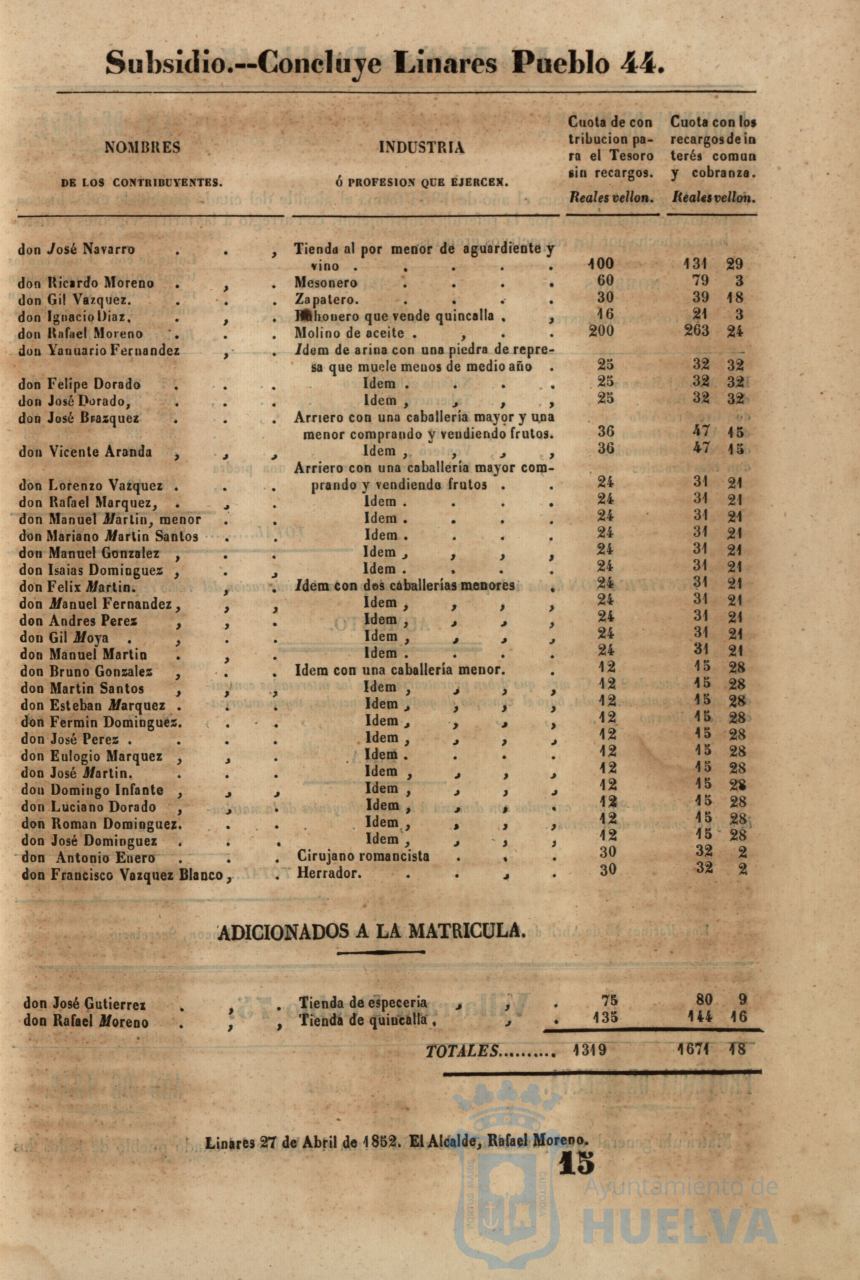 Subsidio.--Concluye Linares Pueblo 44.
NOMBRES
DE LOS CONTRIBUYENTES.
INDUSTRIA
Ó PROFESION QUE EJERCEN.
Cuota de con
tribucion pa-
ra el Tesoro
sin recargos.
Reales vellon.
Cuota con los
recargos de in
terés comun
y cobranza.
Reales vellon.
don José Navarro . . , Tienda al por menor de aguardiente y
vino . . . . . 100 131 29
don Ricardo Moreno . , . Mesonero . . . . 60 79 3
don Gil Vazquez. . . . Zapatero. . . . . 30 39 18
don Ignacio Diaz. . , . que vende quincalla . , 16 21 3
don Rafael Moreno . . . Molino de aceite . , . . 200 263 24
don Yanuario Fernandez , . Idem de arina con una piedra de repre-
sa que muele menos de medio año . 25 32 32
don Felipe Dorado . . . Idem . . . . 25 32 32
don José Dorado, . . . Idem , , , , 25 32 32
don José Brazquez . . . Arriero con una caballería mayor y una
menor comprando y vendiendo frutos. 36 47 15
don Vicente Aranda , , , Idem , , , , 36 47 15
Arriero con una caballería mayor com-
don Lorenzo Vazquez . . . prando y vendiendo frutos . . 24 31 21
don Rafael Marquez, . , . Idem . . . . 24 31 21
don Manuel Martin, menor . . Idem . . . . 24 31 21
don Mariano Martin Santos . . Idem . . . . 24 31 21
don Manuel Gonzalez , . . Idem , , , , 24 31 21
don Isaias Dominguez , . , Idem . . . . 24 31 21
don Felix Martin. , . Idem con dos caballerías menores . 24 31 21
don Manuel Fernandez, , , Idem , , , , 24 31 21
don Andres Perez , , . Idem , , , , 24 31 21
don Gil Moya . , . . Idem , , , , 24 31 21
don Manuel Martin . , . Idem . . . . 24 31 21
don Bruno Gonzalez , . . Idem con una caballería menor. . 12 15 28
don Martin Santos , , , Idem , , , , 12 15 28
don Esteban Marquez . . . Idem , , , , 12 15 28
don Fermin Dominguez. . . Idem , , , , 12 15 28
don José Perez . . . . Idem , , , , 12 15 28
don Eulogio Marquez , , . Idem . . . . 12 15 28
don José Martin. . . . Idem , , , , 12 15 28
don Domingo Infante , , , Idem , , , , 12 15 28
don Luciano Dorado , , . Idem , , , . 12 15 28
don Roman Dominguez. . . Idem , , , , 12 15 28
don José Dominguez . . . Idem , , , , 12 15 28
don Antonio Enero . . . Cirujano romancista . . . 30 32 2
don Francisco Vazquez Blanco, . Herrador. . . , . 30 32 2
ADICIONADOS A LA MATRICULA.
don José Gutierrez . , . Tienda de especeria , , . 75 80 9
don Rafael Moreno . , , Tienda de quincalla . , . 135 144 16
TOTALES.......... 1319 1671 18
Linares 27 de Abril de 1852. El Alcalde, Rafael Moreno.
15
Ayuntamiento de
HUELVA